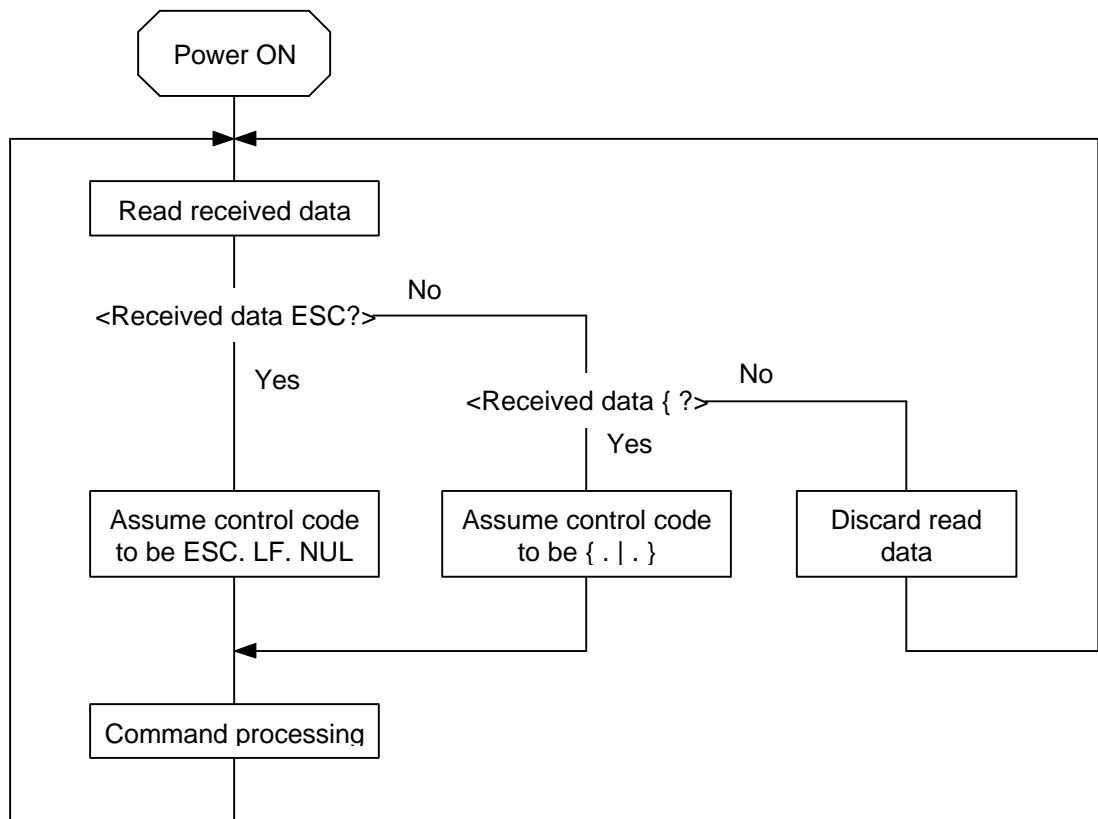 Power ON
Read received data
No
<Received data ESC?>
Yes
No
<Received data { ?>
Yes
Assume control code
to be ESC. LF. NUL
Assume control code
to be { . | . }
Discard read
data
Command processing